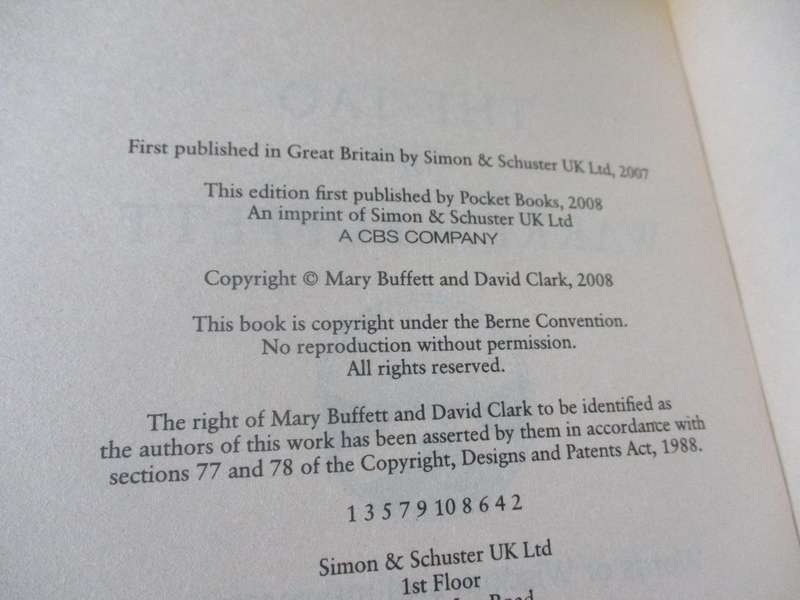 First published in Great Britain by Simon & Schuster UK Ltd, 2007
This edition first published by Pocket Books, 2008
An imprint of Simon & Schuster UK Ltd
A CBS COMPANY
Copyright © Mary Buffett and David Clark, 2008
This book is copyright under the Berne Convention.
No reproduction without permission.
All rights reserved.
The right of Mary Buffett and David Clark to be identified as
the authors of this work has been asserted by them in accordance with
sections 77 and 78 of the Copyright, Designs and Patents Act, 1988.
1 3 5 7 9 10 8 6 4 2
Simon & Schuster UK Ltd
1st Floor
Road